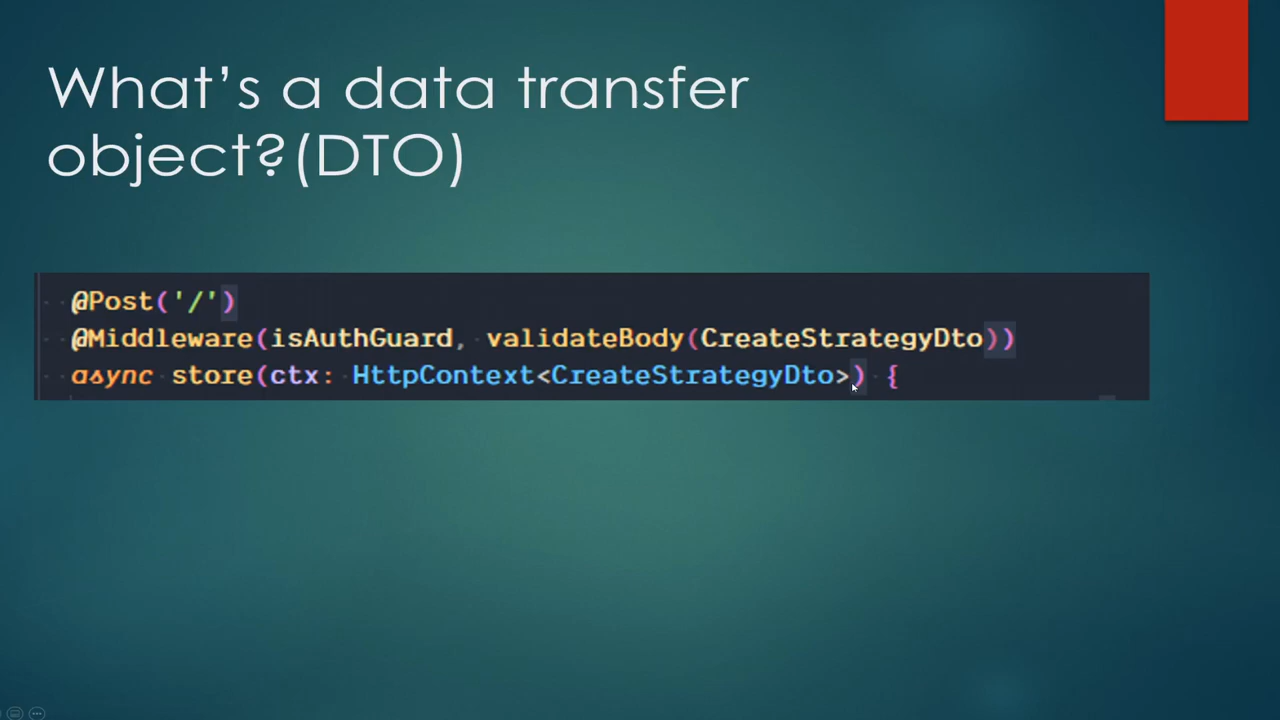 What’s a data transfer
object?(DTO)
@Post('/')
@Middleware(isAuthGuard, validateBody(CreateStrategyDto))
async store(ctx: HttpContext<CreateStrategyDto>) {